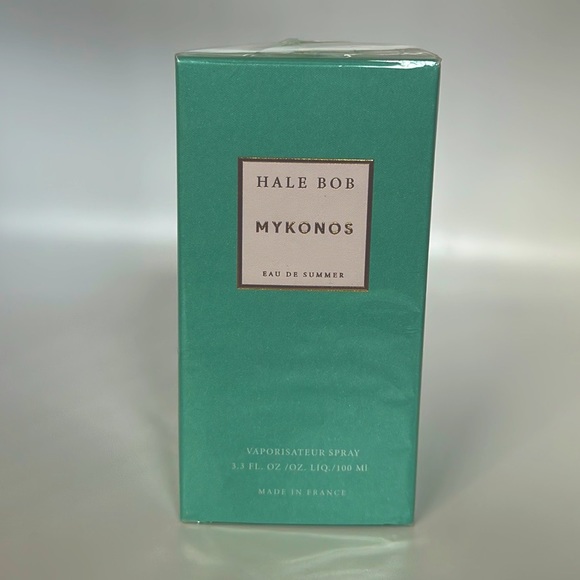 HALE BOB
MYKONOS
EAU DE SUMMER
VAPORISATEUR SPRAY
3.3 FL. OZ /OZ. LIQ./100 Ml
MADE IN FRANCE